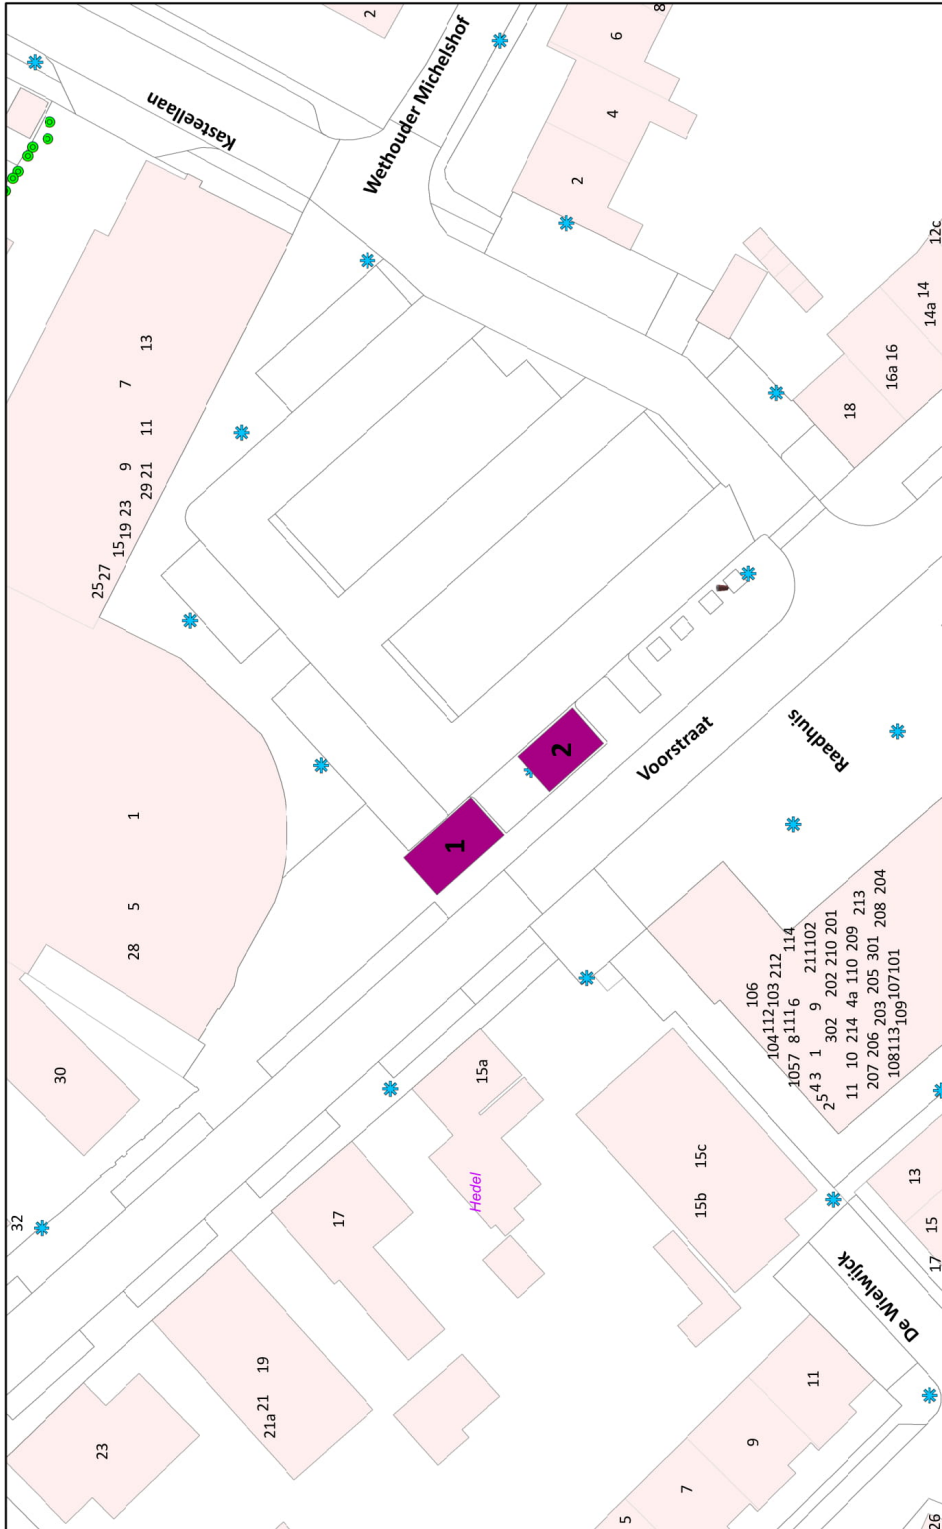 32
30
23
28 5 1
25
27
15
19 23 9 7
29 21 11 13
Kasteellaan
21 19
21a
17
2
Wethouder Michelshof
1
15a
Hedel
2
2
4
6
8
Voorstraat
Raadhuis
15b 15c
5
7
9
11
106
104 112 103 212
105 7 8 111 6 114
2 5 4 3 1 9 211 102
302 202 210 201
11 10 214 4a 110 209 213
207 206 203 205 301 208 204
108 113 109 107 101
18
16a 16
14a 14
12c
De Wielwijck
13
15
17
26